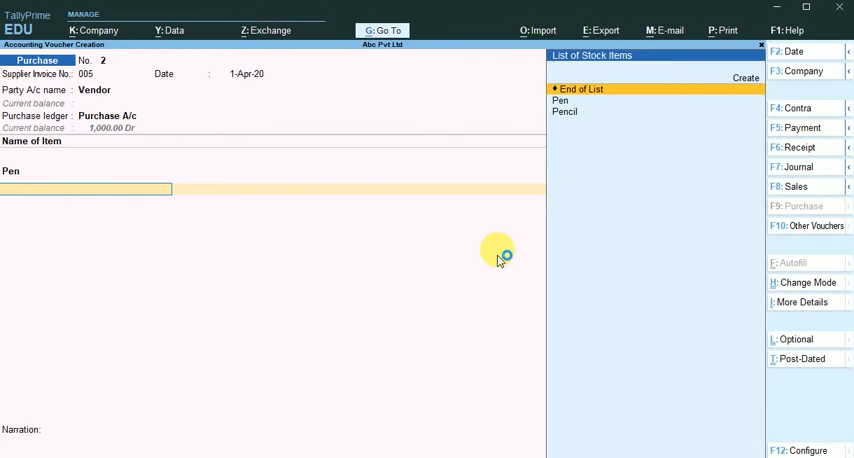 TallyPrime
MANAGE
EDU
K: Company
Y: Data
Z: Exchange
G: Go To
O: Import
E: Export
M: E-mail
P: Print
F1: Help
Accounting Voucher Creation
Abc Pvt Ltd
Purchase No. 2
Supplier Invoice No.: 005 Date : 1-Apr-20
Party A/c name : Vendor
Current balance :
Purchase ledger : Purchase A/c
Current balance : 1,000.00 Dr
Name of Item
Pen
Narration:
List of Stock Items
Create
♦ End of List
Pen
Pencil
F2: Date
F3: Company
F4: Contra
F5: Payment
F6: Receipt
F7: Journal
F8: Sales
F9: Purchase
F10: Other Vouchers
E: Autofill
H: Change Mode
I: More Details
L: Optional
T: Post-Dated
F12: Configure